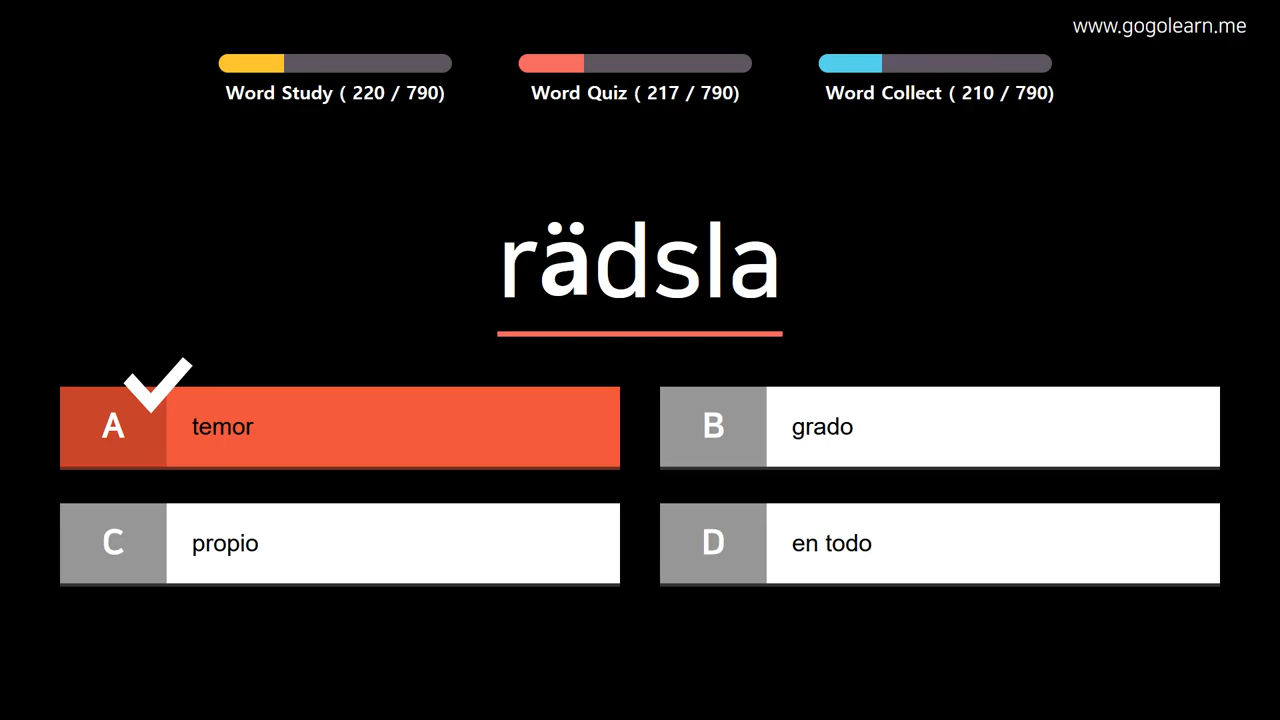 www.gogolearn.me
Word Study ( 220 / 790)
Word Quiz ( 217 / 790)
Word Collect ( 210 / 790)
rädsla
A temor
B grado
C propio
D en todo